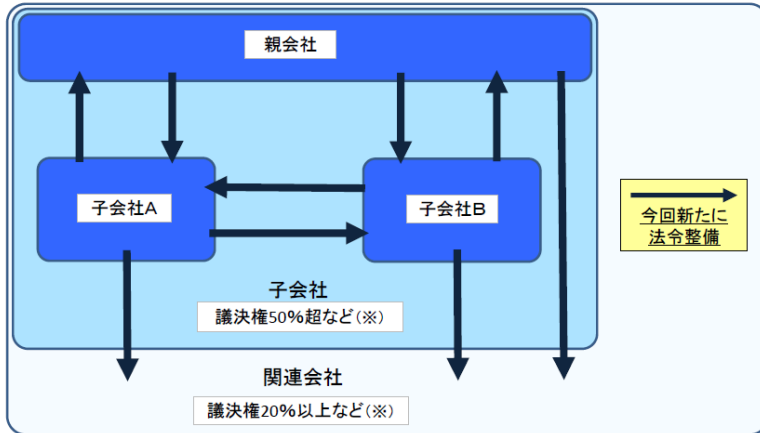 親会社
子会社A
子会社B
今回新たに
法令整備
子会社
議決権50%超など(※)
関連会社
議決権20%以上など(※)